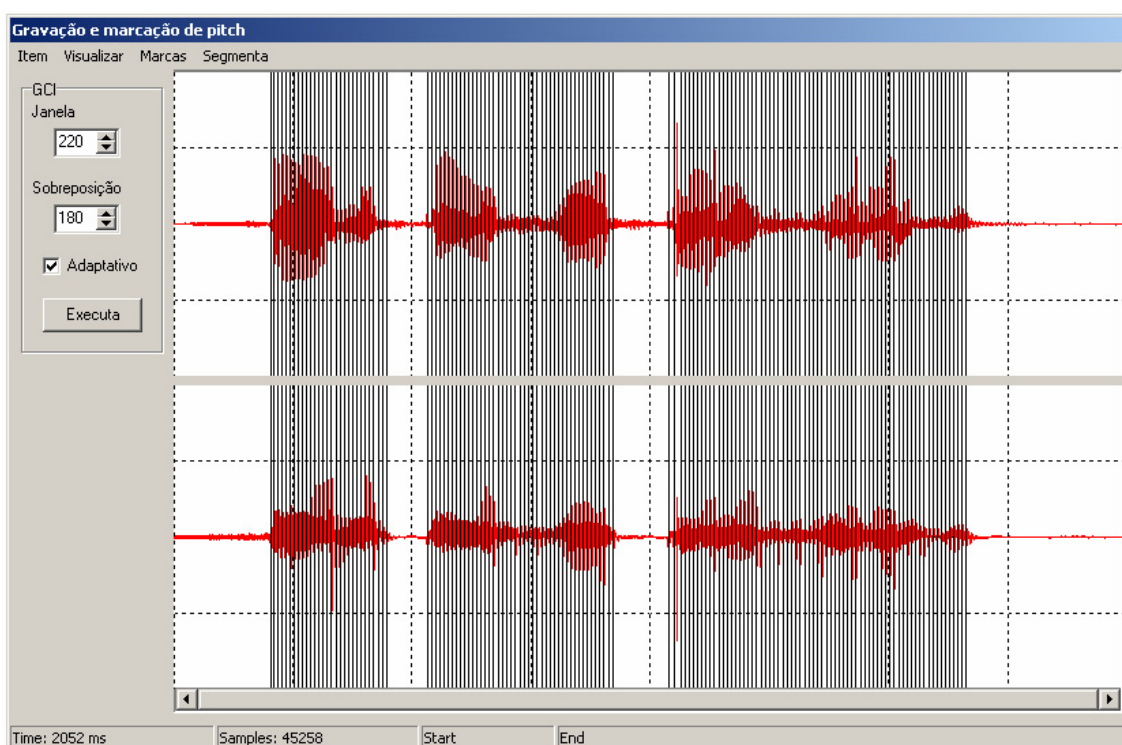 Gravação e marcação de pitch
Item Visualizar Marcas Segmenta
GCI
Janela
220
Sobreposição
180
Adaptativo
Executa
Time: 2052 ms Samples: 45258 Start End